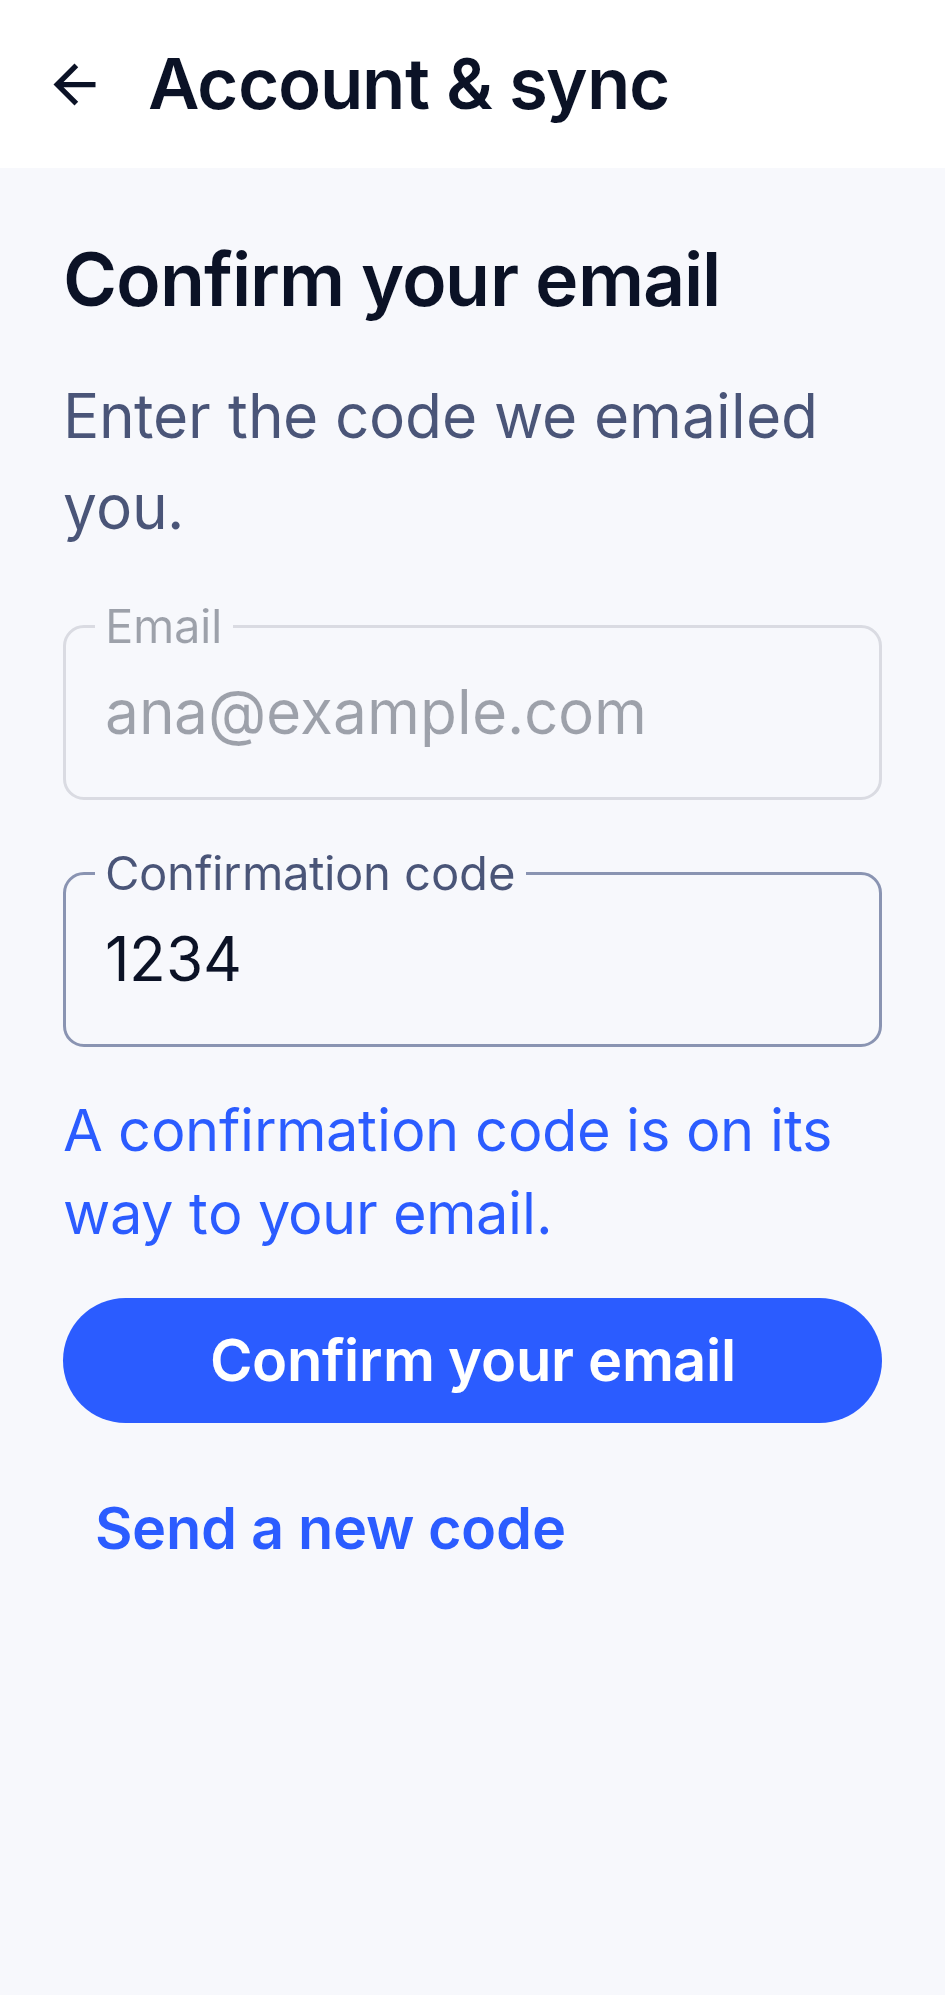 Account & sync
Confirm your email
Enter the code we emailed
you.
Email
ana@example.com
Confirmation code
1234
A confirmation code is on its
way to your email.
Confirm your email
Send a new code